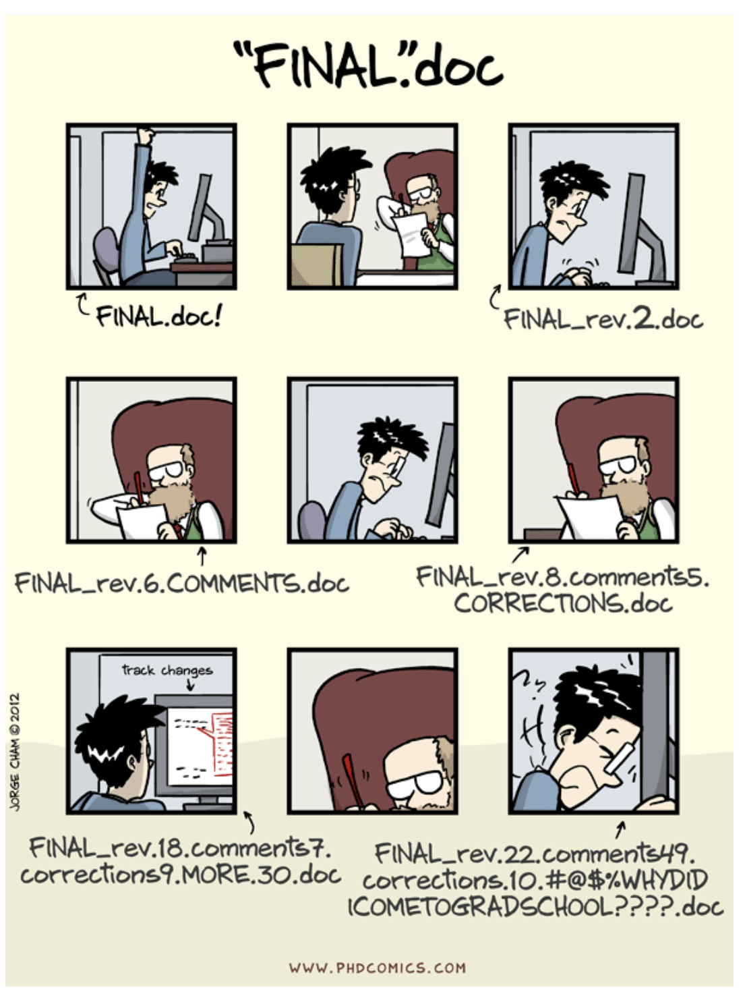 "FINAL".doc
FINAL.doc!
FINAL_rev.2.doc
FINAL_rev.6.COMMENTS.doc
FINAL_rev.8.comments5.
CORRECTIONS.doc
track changes
FINAL_rev.18.comments7.
corrections9.MORE.30.doc
FINAL_rev.22.comments49.
corrections.10.#@$%WHYDID
ICOMETOGRADSCHOOL????.doc
JORGE CHAM © 2012
WWW.PHDCOMICS.COM